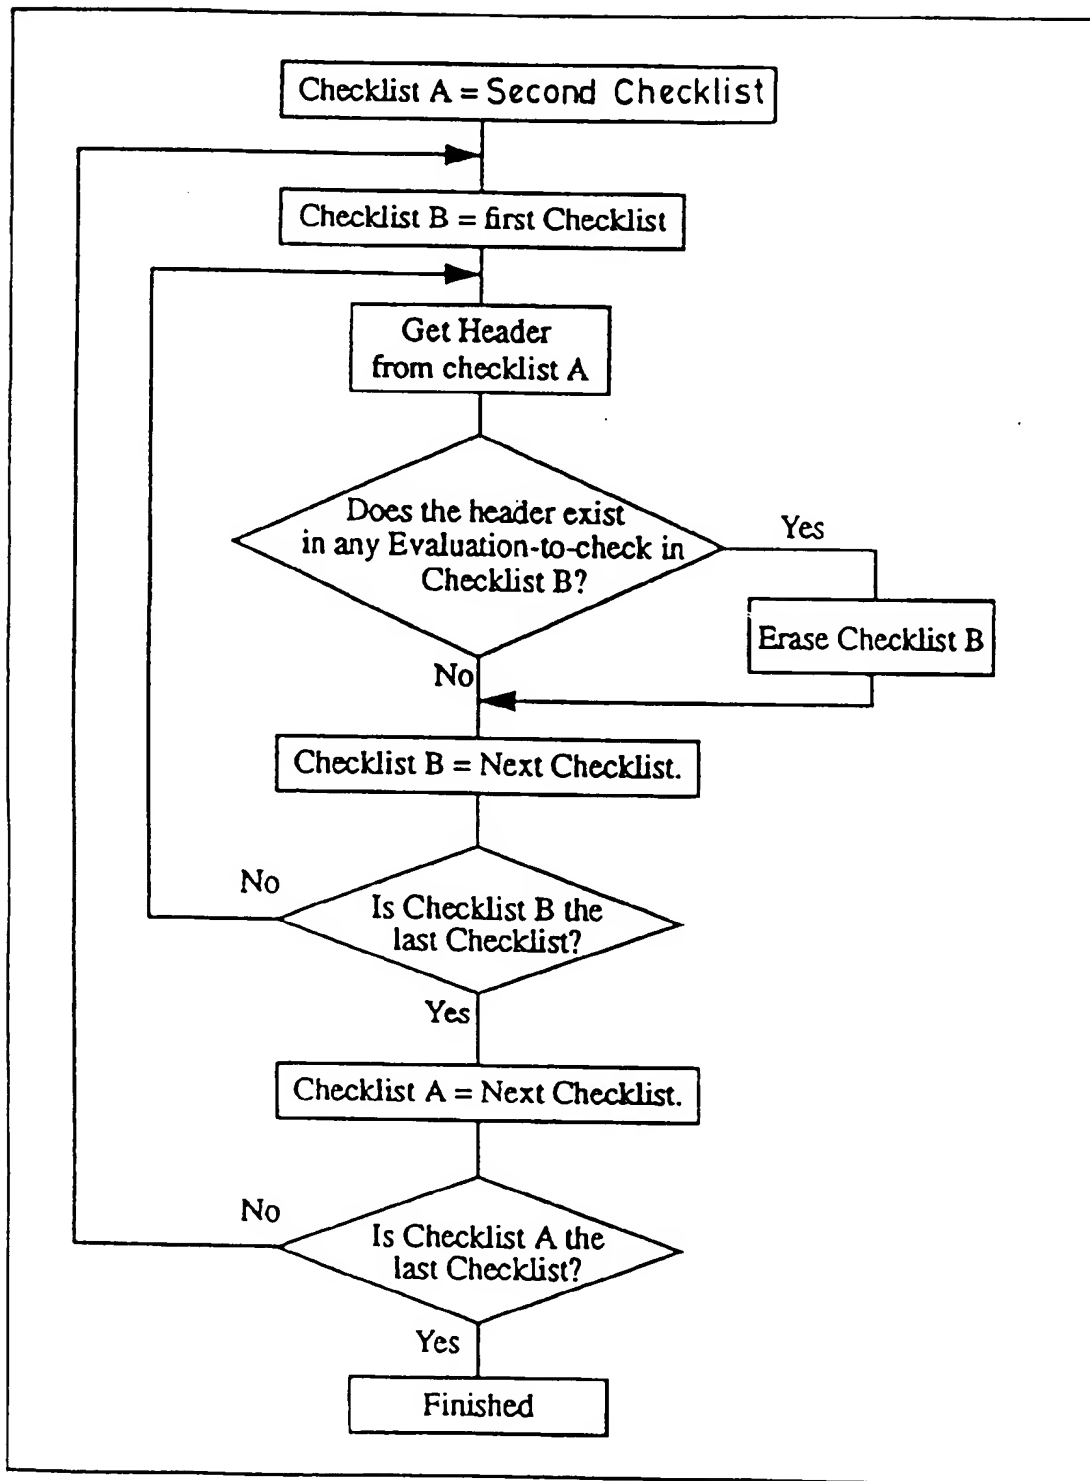 Checklist A = Second Checklist
Checklist B = first Checklist
Get Header
from checklist A
Does the header exist
in any Evaluation-to-check in
Checklist B?
Yes
Erase Checklist B
No
Checklist B = Next Checklist.
No
Is Checklist B the
last Checklist?
Yes
Checklist A = Next Checklist.
No
Is Checklist A the
last Checklist?
Yes
Finished